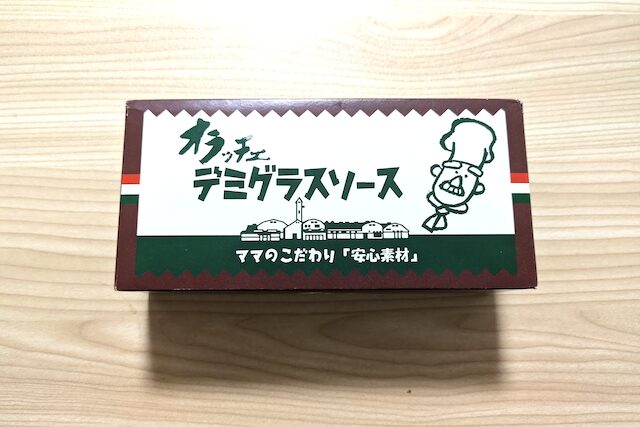 オラッチェ
デミグラスソース
ママのこだわり「安心素材」